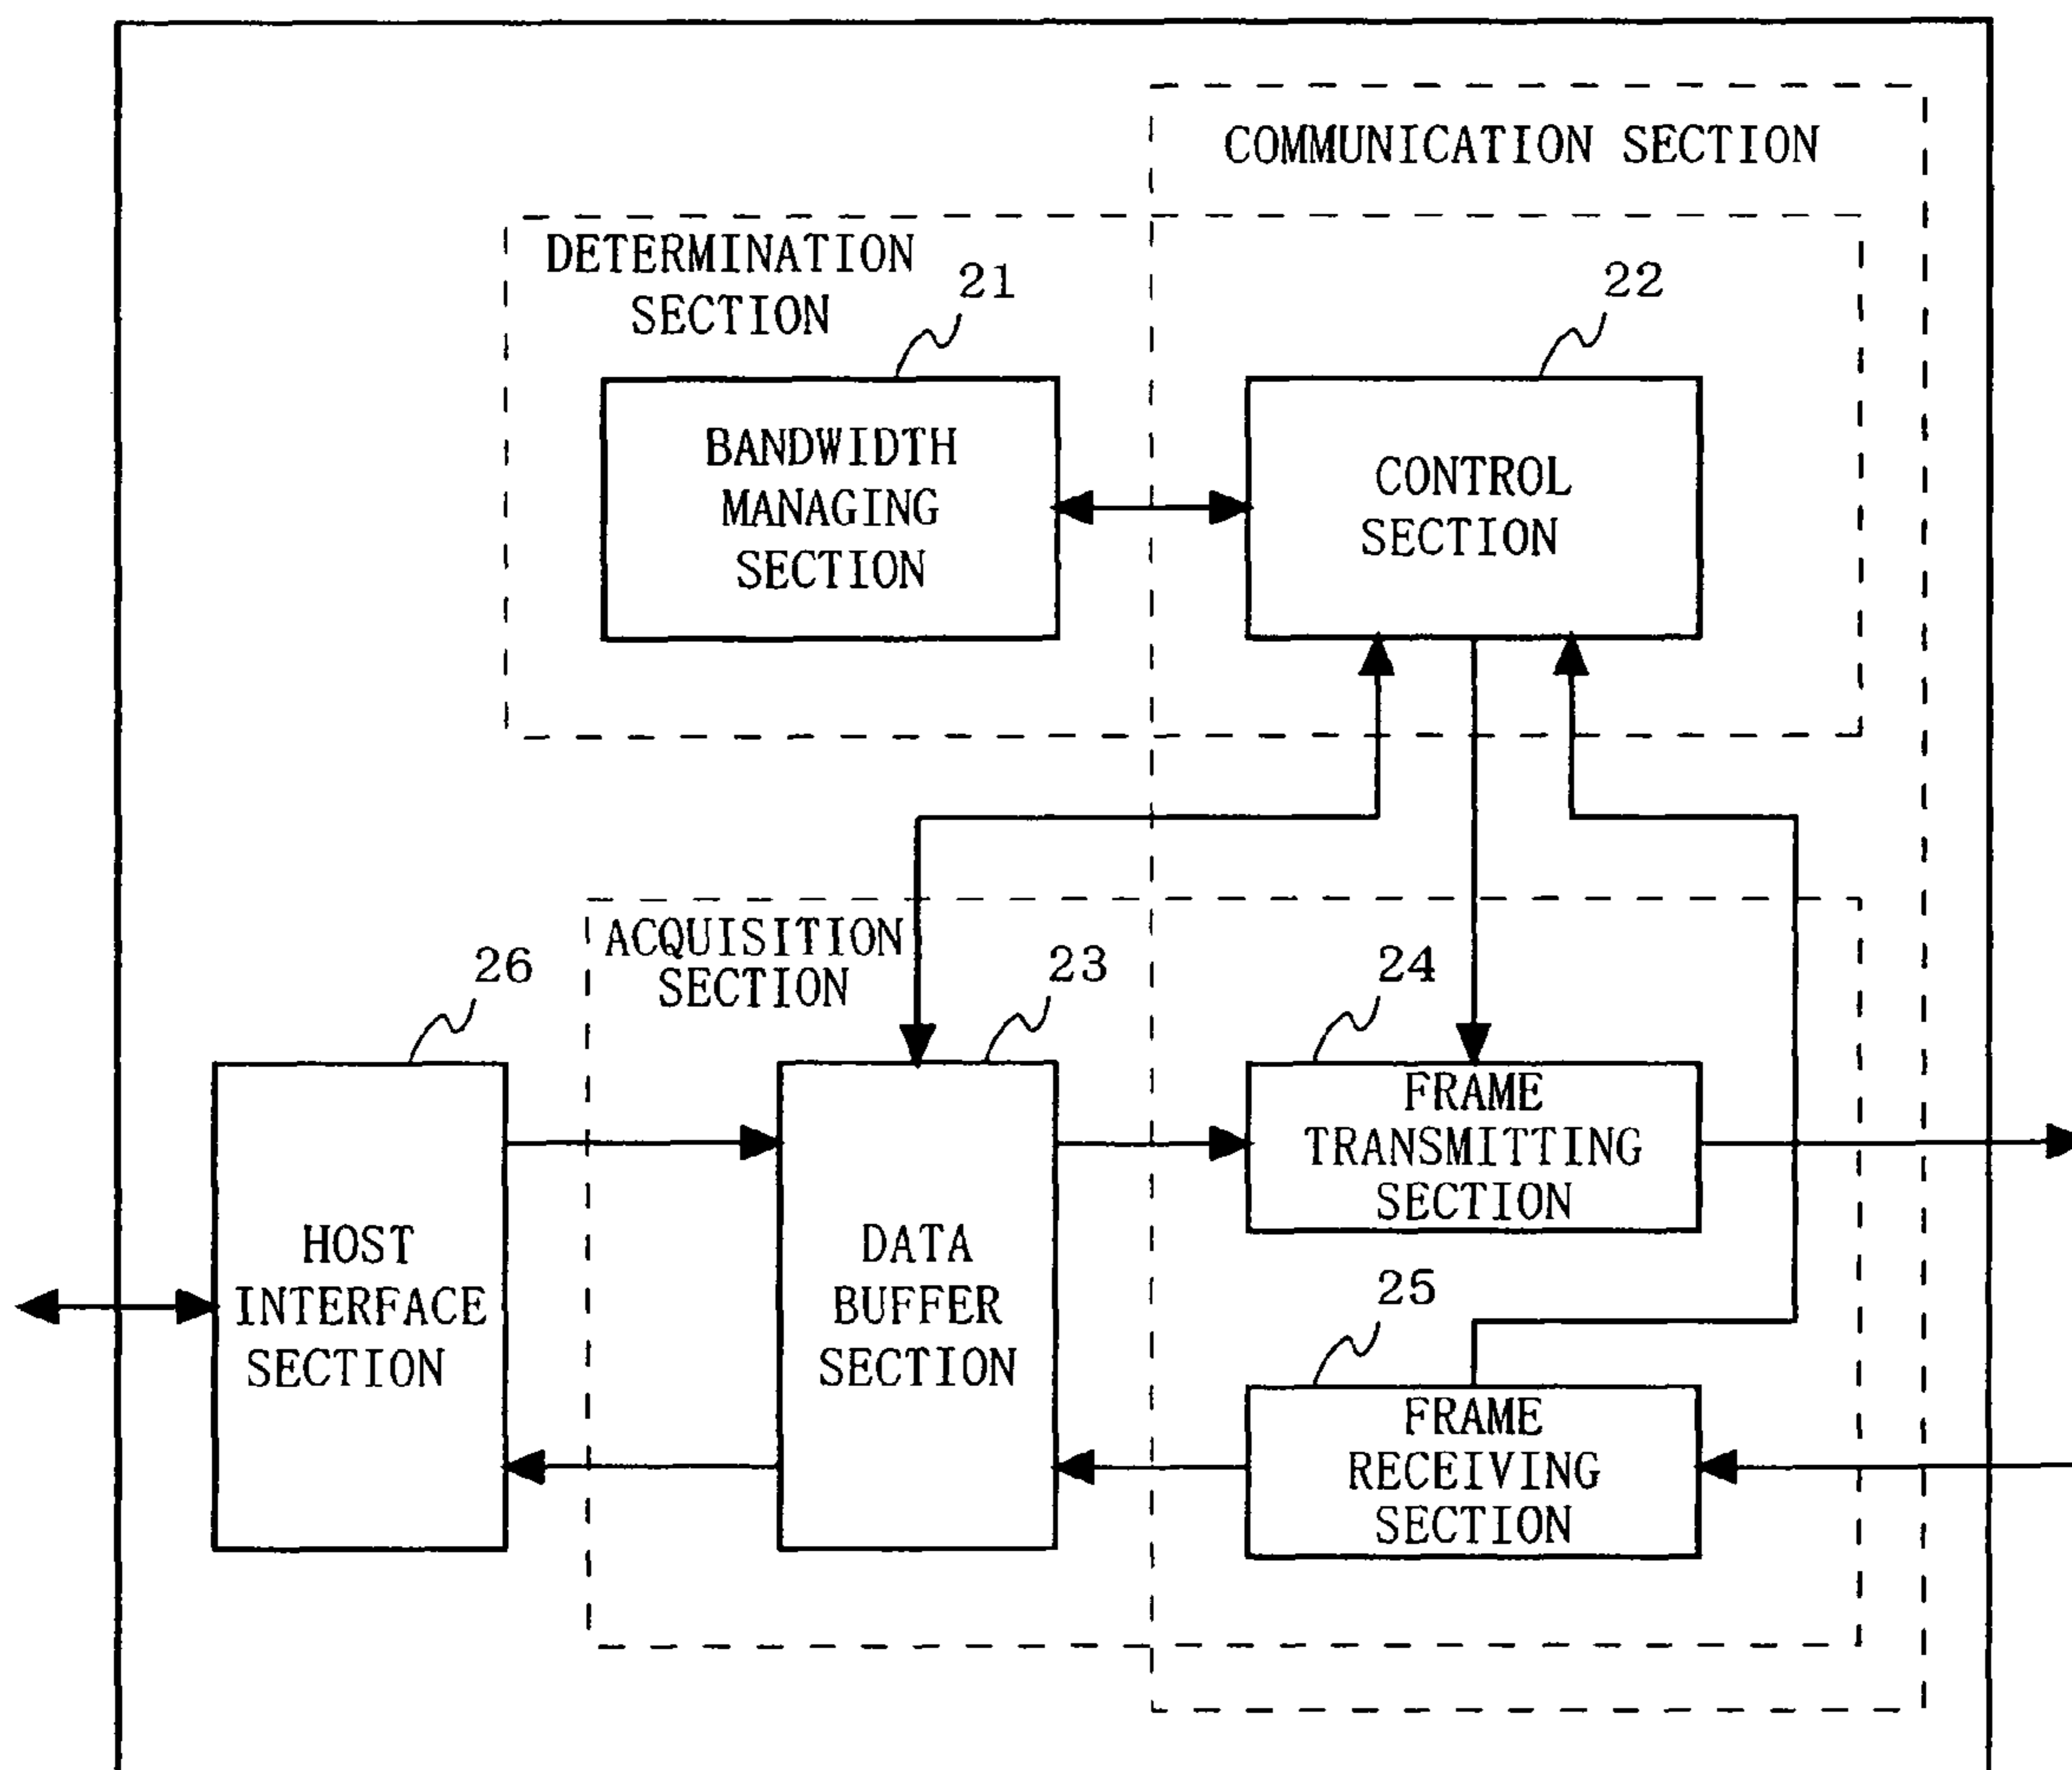 COMMUNICATION SECTION
DETERMINATION
SECTION
21
22
BANDWIDTH
MANAGING
SECTION
CONTROL
SECTION
ACQUISITION
SECTION
26
23
24
FRAME
TRANSMITTING
SECTION
HOST
INTERFACE
SECTION
DATA
BUFFER
SECTION
25
FRAME
RECEIVING
SECTION